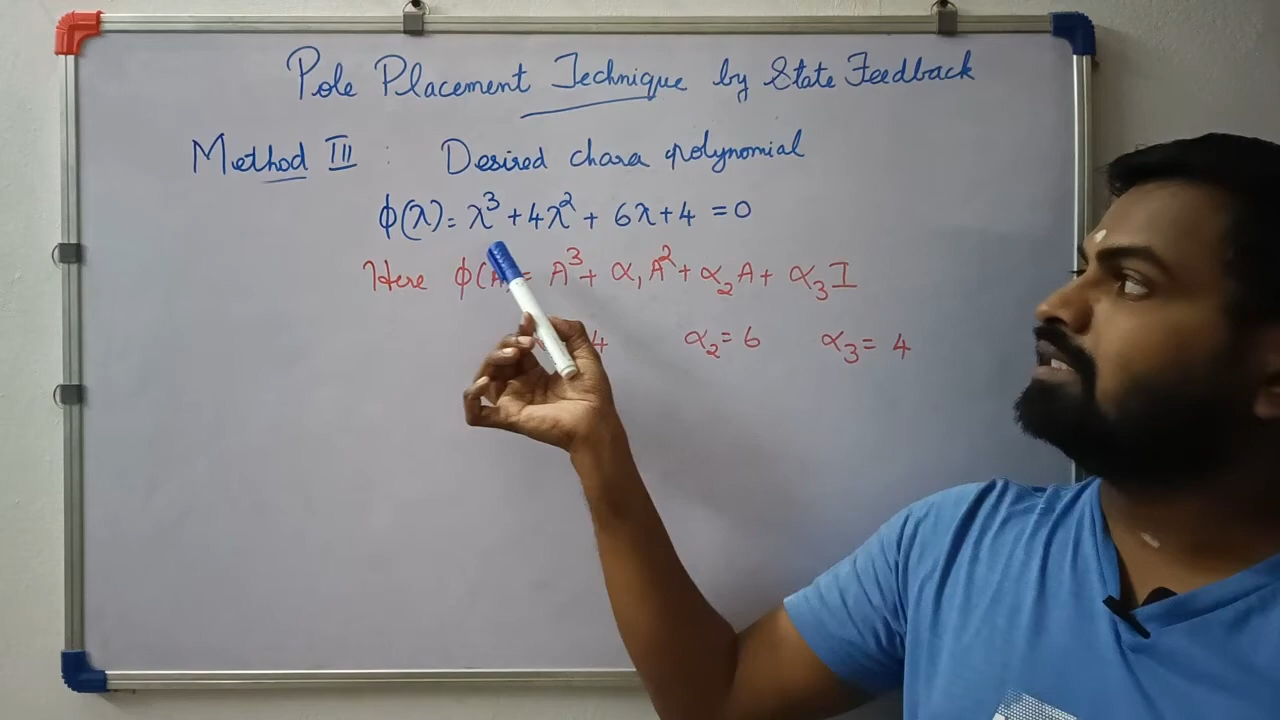 Pole Placement Technique by State Feedback
Method III : Desired chara polynomial
ϕ(λ) = λ³ + 4λ² + 6λ + 4 = 0
Here ϕ(A) = A³ + α₁A² + α₂A + α₃I
4 α₂ = 6 α₃ = 4